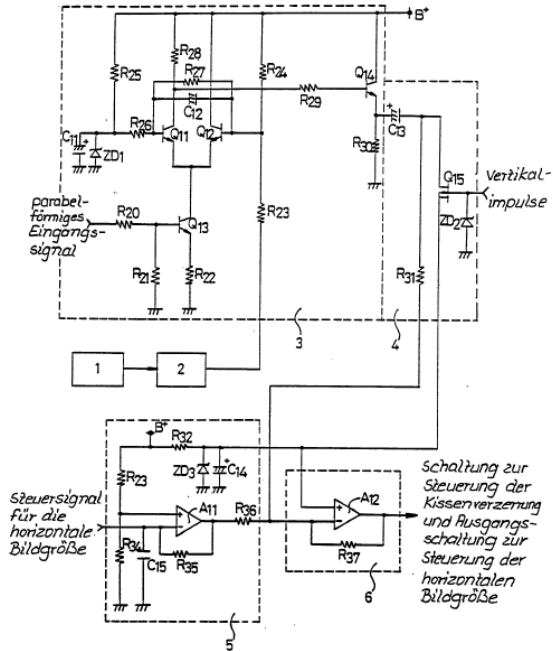 B+
R28
R25
R27
R24
Q14
C12
R29
R26
C11
ZD1
Q11
Q12
C13
R30
Q15
Vertikal-
impulse
ZD2
parabel-
förmiges
Eingangs-
signal
R20
Q13
R23
R21
R22
R31
3
4
1
2
B+
R32
R23
ZD3
C14
Steuersignal
für die
horizontale
Bildgröße
A11
R36
A12
R34
C15
R35
R37
5
6
Schaltung zur
Steuerung der
Kissenverzerrung
und Ausgangs-
schaltung zur
Steuerung der
horizontalen
Bildgröße